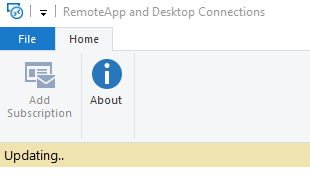 RemoteApp and Desktop Connections
File
Home
Add
Subscription
About
Updating..